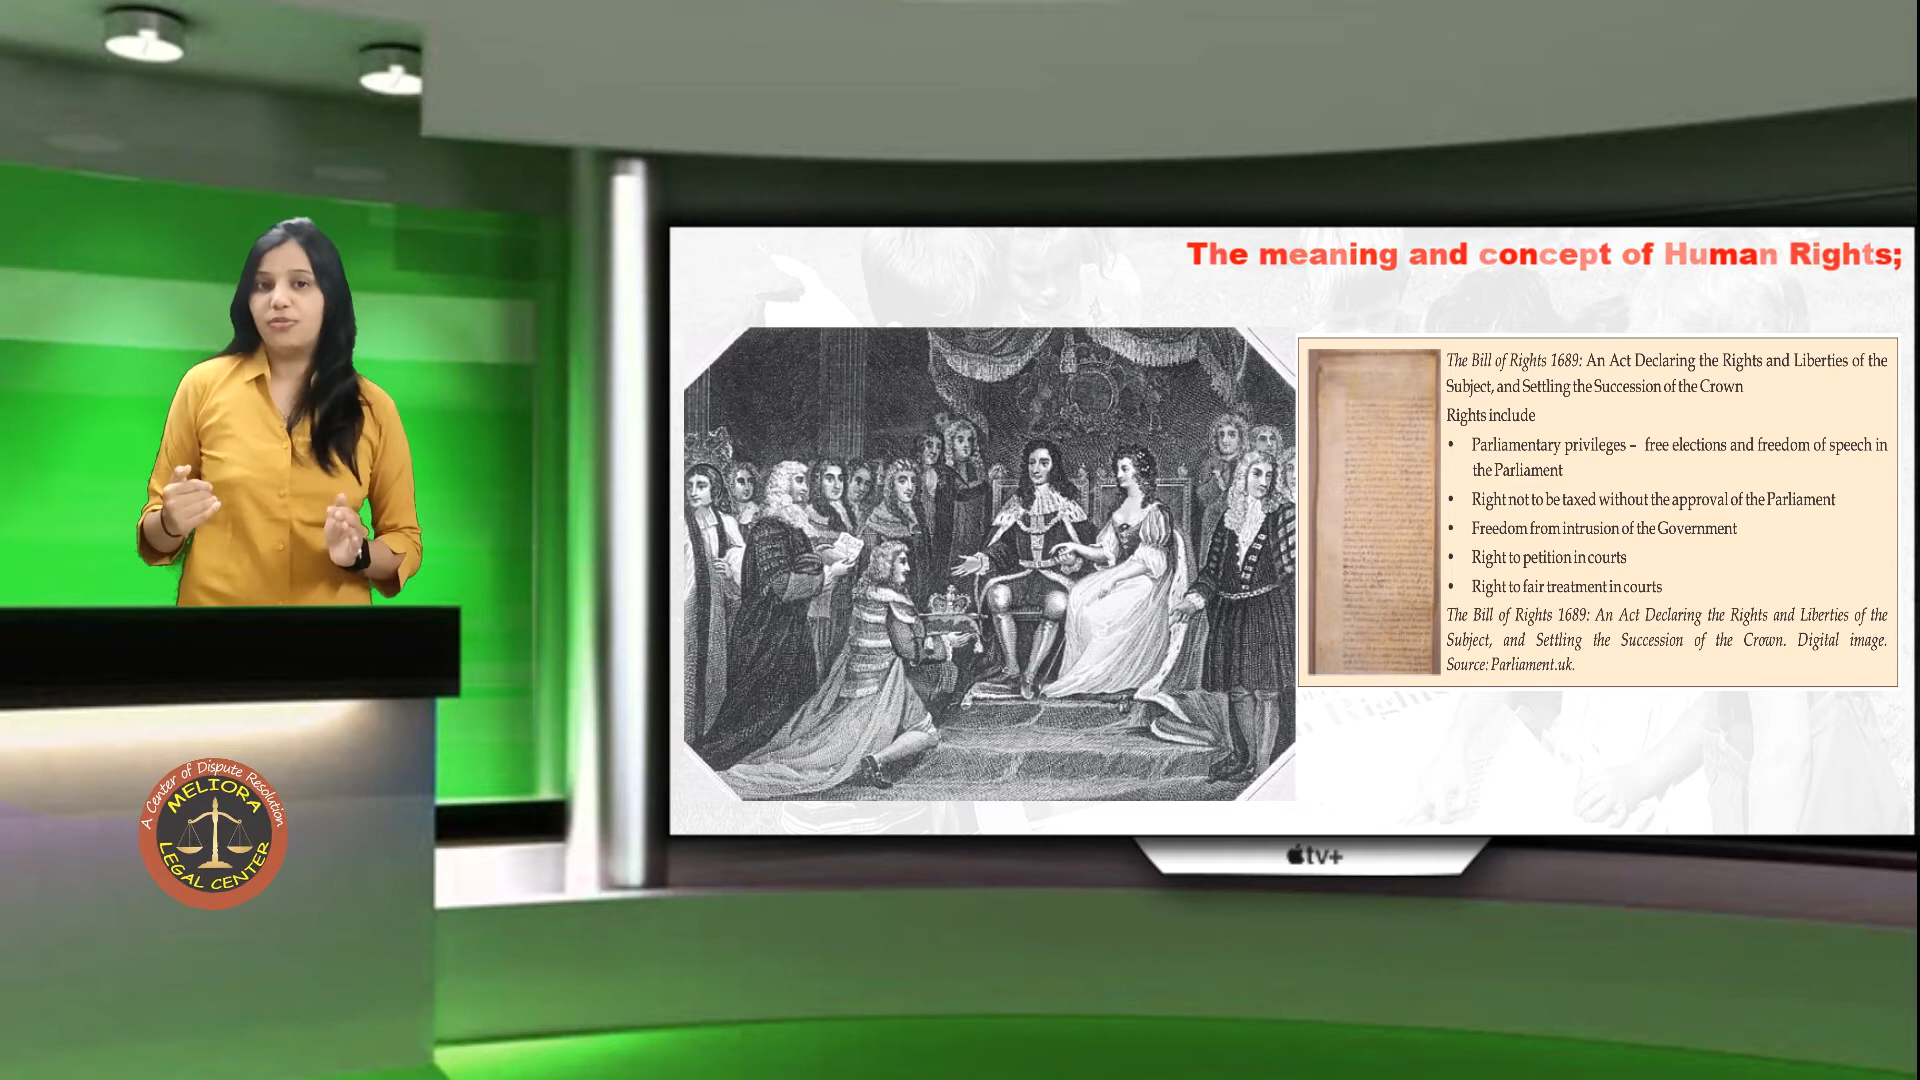 The meaning and concept of Human Rights;
The Bill of Rights 1689: An Act Declaring the Rights and Liberties of the
Subject, and Settling the Succession of the Crown
Rights include
• Parliamentary privileges – free elections and freedom of speech in
the Parliament
• Right not to be taxed without the approval of the Parliament
• Freedom from intrusion of the Government
• Right to petition in courts
• Right to fair treatment in courts
The Bill of Rights 1689: An Act Declaring the Rights and Liberties of the
Subject, and Settling the Succession of the Crown. Digital image.
Source: Parliament.uk.
A Center of Dispute Resolution
MELIORA
LEGAL CENTER
tv+